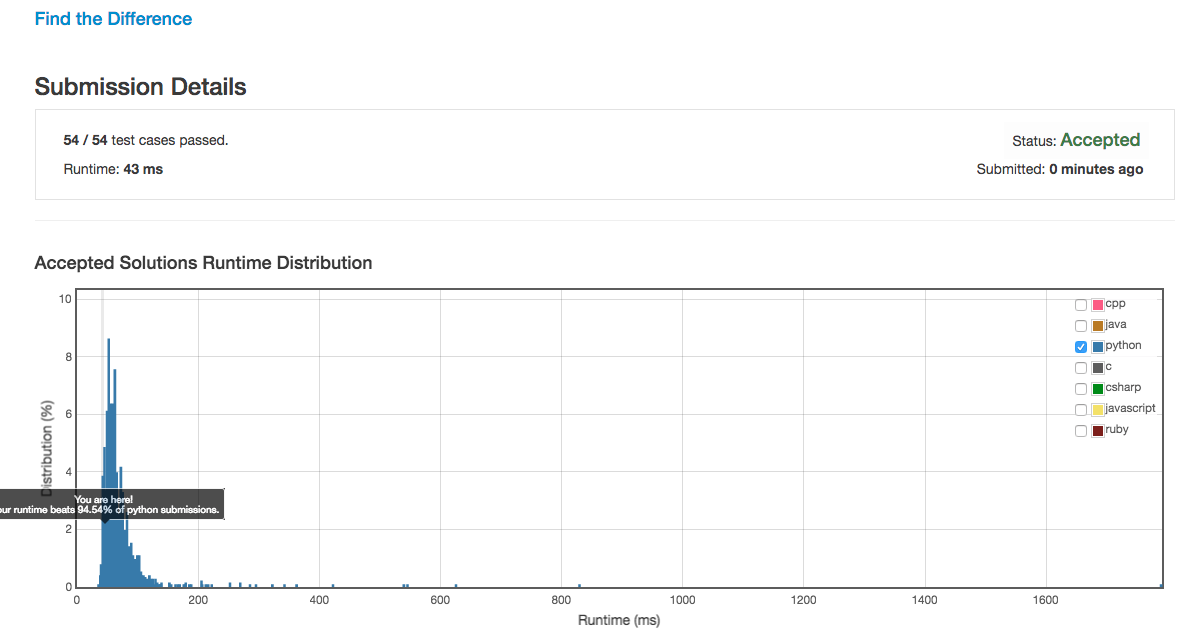 Find the Difference
Submission Details
54 / 54 test cases passed.
Status: Accepted
Runtime: 43 ms
Submitted: 0 minutes ago
Accepted Solutions Runtime Distribution
10
8
6
4
2
0
Distribution (%)
cpp
java
python
c
csharp
javascript
ruby
You are here!
our runtime beats 94.54% of python submissions.
0
200
400
600
800
1000
1200
1400
1600
Runtime (ms)